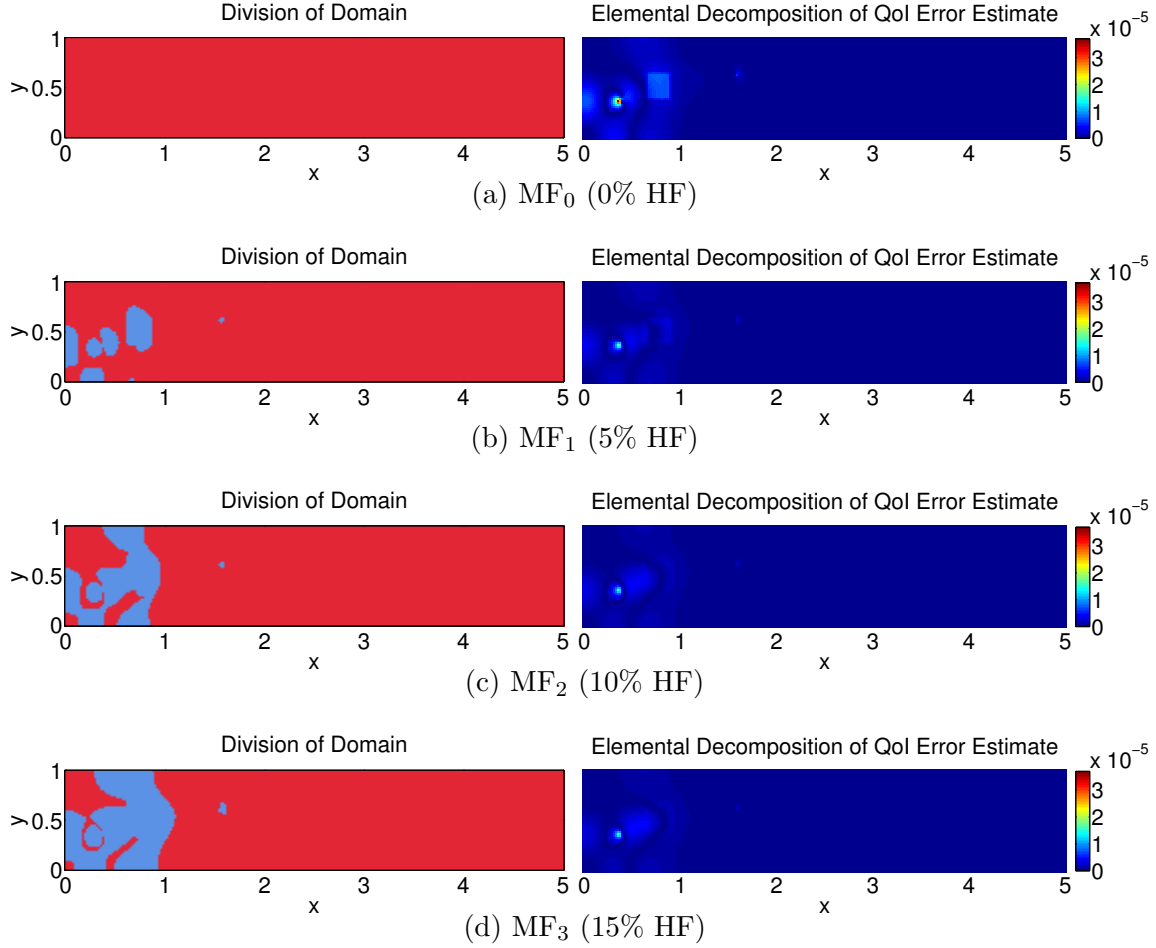 Division of Domain
Elemental Decomposition of QoI Error Estimate
x 10⁻⁵
1
0.5
0
y
0 1 2 3 4 5
x
0 1 2 3 4 5
x
3
2
1
0
(a) MF₀ (0% HF)
Division of Domain
Elemental Decomposition of QoI Error Estimate
x 10⁻⁵
1
0.5
0
y
0 1 2 3 4 5
x
0 1 2 3 4 5
x
3
2
1
0
(b) MF₁ (5% HF)
Division of Domain
Elemental Decomposition of QoI Error Estimate
x 10⁻⁵
1
0.5
0
y
0 1 2 3 4 5
x
0 1 2 3 4 5
x
3
2
1
0
(c) MF₂ (10% HF)
Division of Domain
Elemental Decomposition of QoI Error Estimate
x 10⁻⁵
1
0.5
0
y
0 1 2 3 4 5
x
0 1 2 3 4 5
x
3
2
1
0
(d) MF₃ (15% HF)